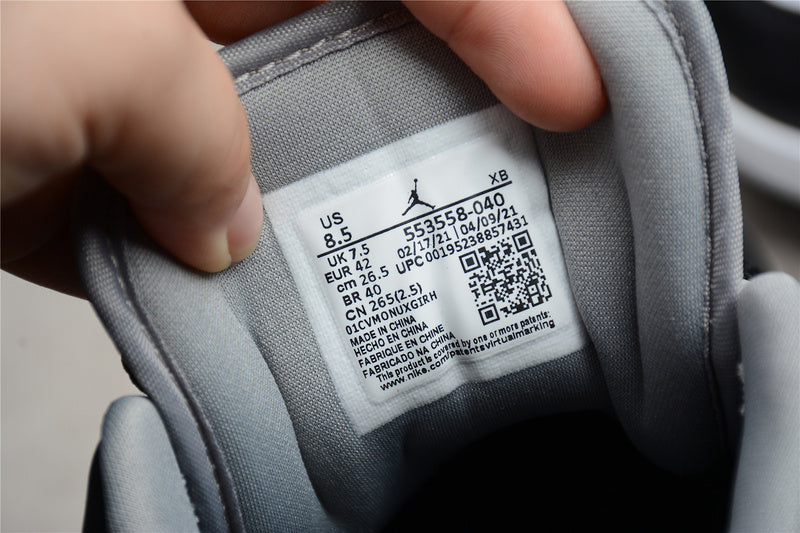 XB
US
8.5 553558-040
UK 7.5 02/17/21 04/09/21
EUR 42 UPC 00195238857431
cm 26.5
BR 40
CN 265(2.5)
01CVMONUXGIRH
MADE IN CHINA
HECHO EN CHINA
FABRIQUE EN CHINE
FABRICADO NA CHINA
This product is covered by one or more patents:
www.nike.com/patentsvirtualmarking